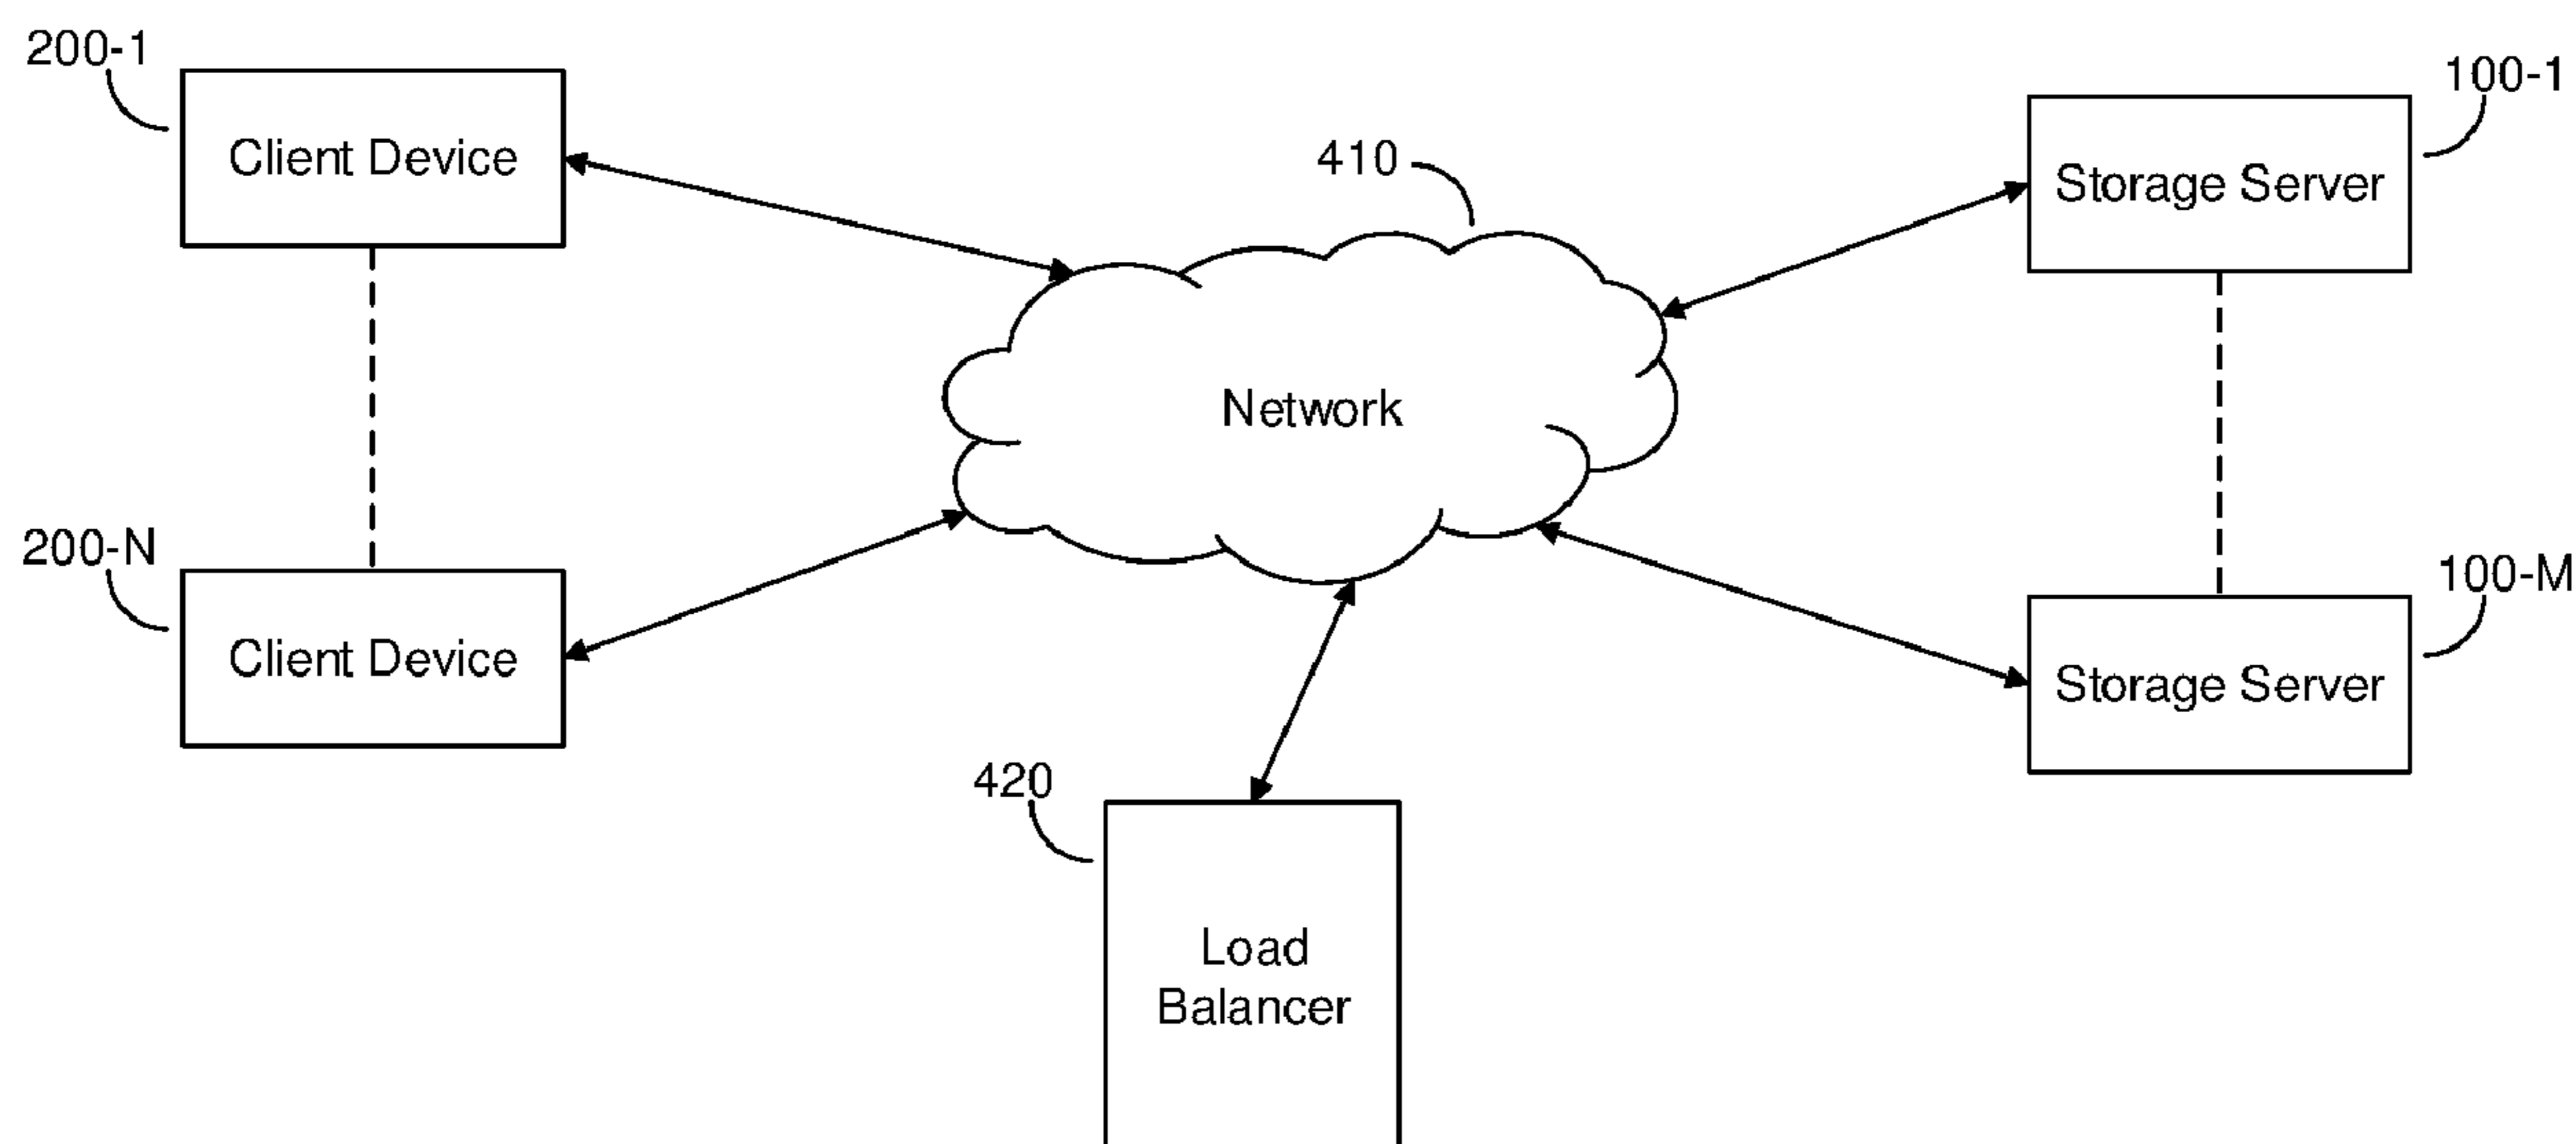 200-1
Client Device
100-1
Storage Server
410
Network
200-N
Client Device
100-M
Storage Server
420
Load
Balancer